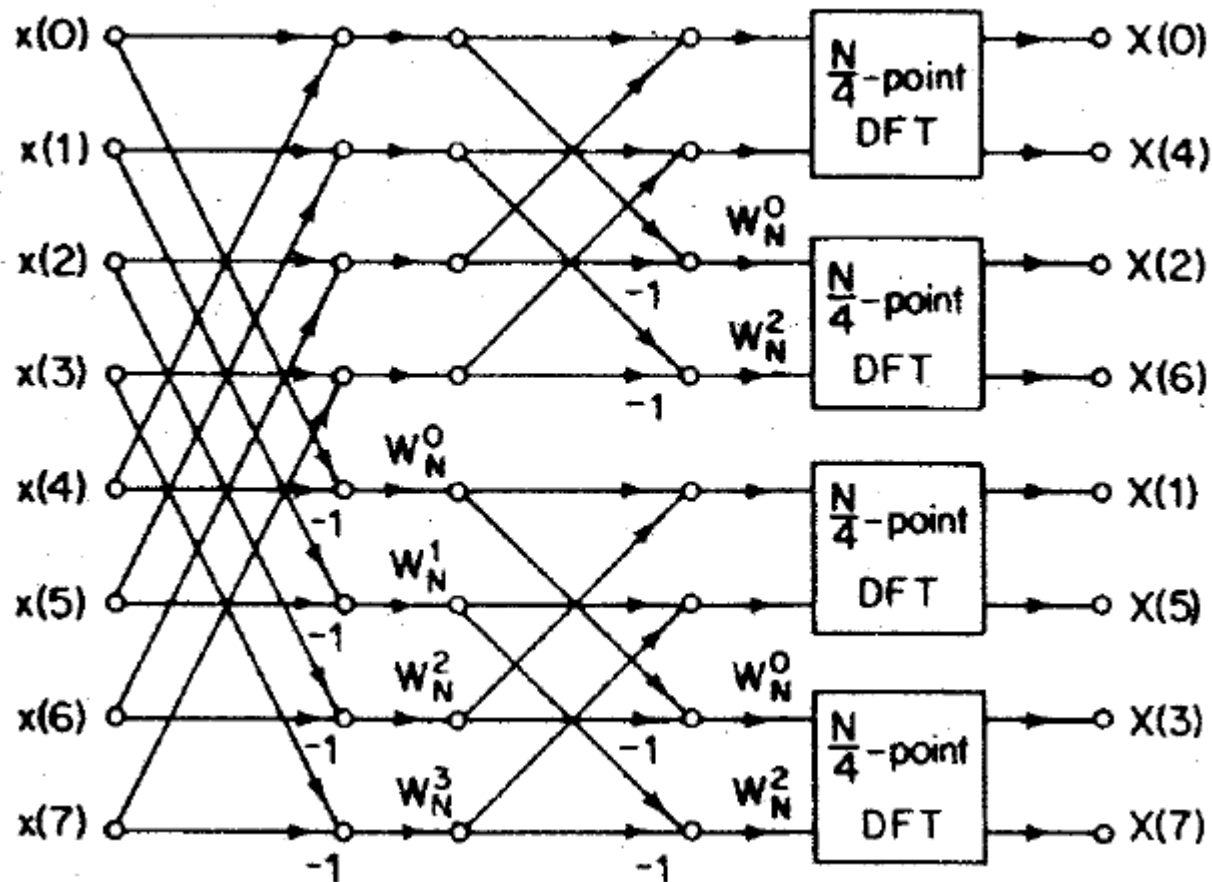 x(0)
N/4-point
DFT
X(0)
x(1)
X(4)
x(2)
W_N^0
-1
N/4-point
DFT
X(2)
x(3)
W_N^2
-1
X(6)
x(4)
W_N^0
-1
N/4-point
DFT
X(1)
x(5)
W_N^1
-1
X(5)
x(6)
W_N^2
-1
W_N^0
-1
N/4-point
DFT
X(3)
x(7)
W_N^3
-1
W_N^2
-1
X(7)